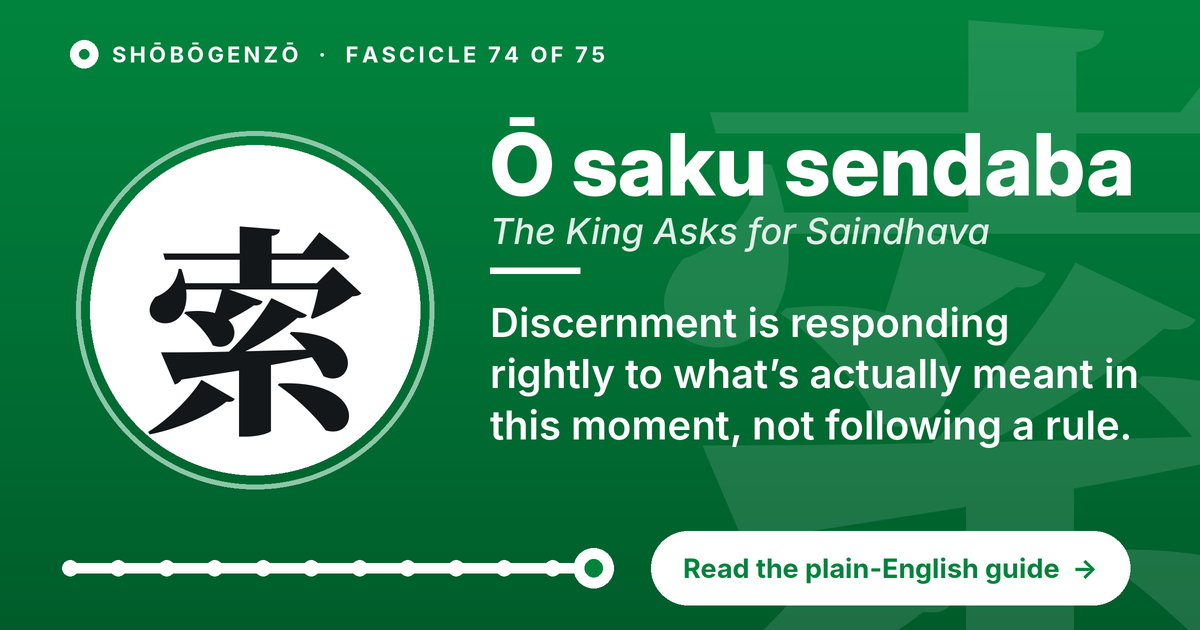 SHŌBŌGENZŌ · FASCICLE 74 OF 75
索
Ō saku sendaba
The King Asks for Saindhava
Discernment is responding
rightly to what’s actually meant in
this moment, not following a rule.
Read the plain-English guide →